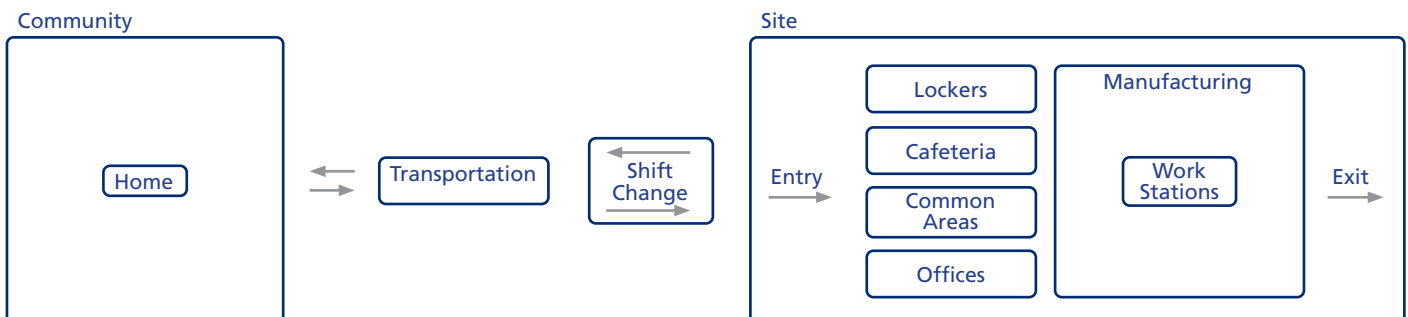 Community
Home
Transportation
Shift
Change
Site
Entry
Lockers
Cafeteria
Common
Areas
Offices
Manufacturing
Work
Stations
Exit